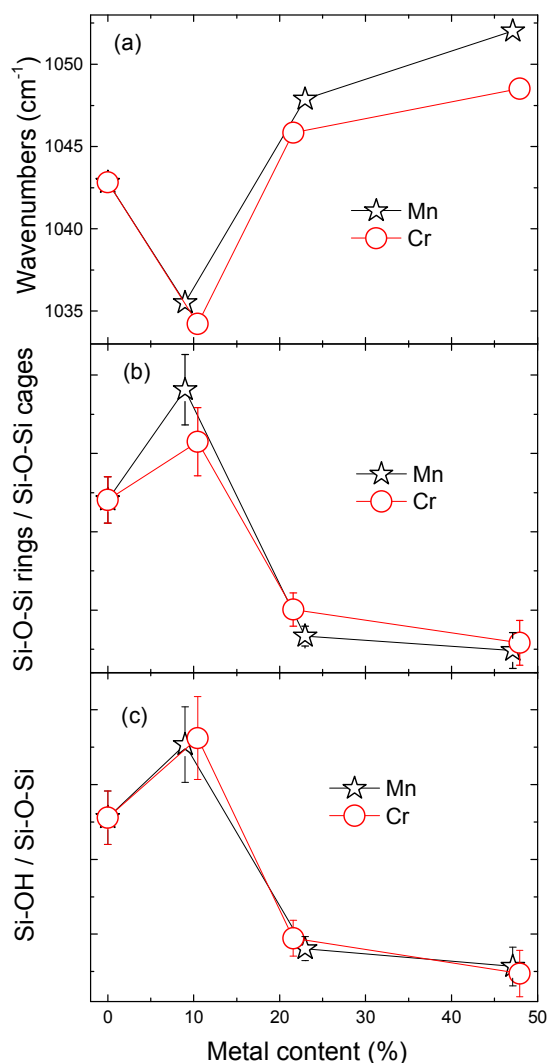 (a)
Wavenumbers (cm⁻¹)
1050
1045
1040
1035
Mn
Cr
(b)
Si-O-Si rings / Si-O-Si cages
Mn
Cr
(c)
Si-OH / Si-O-Si
Mn
Cr
0 10 20 30 40 50
Metal content (%)